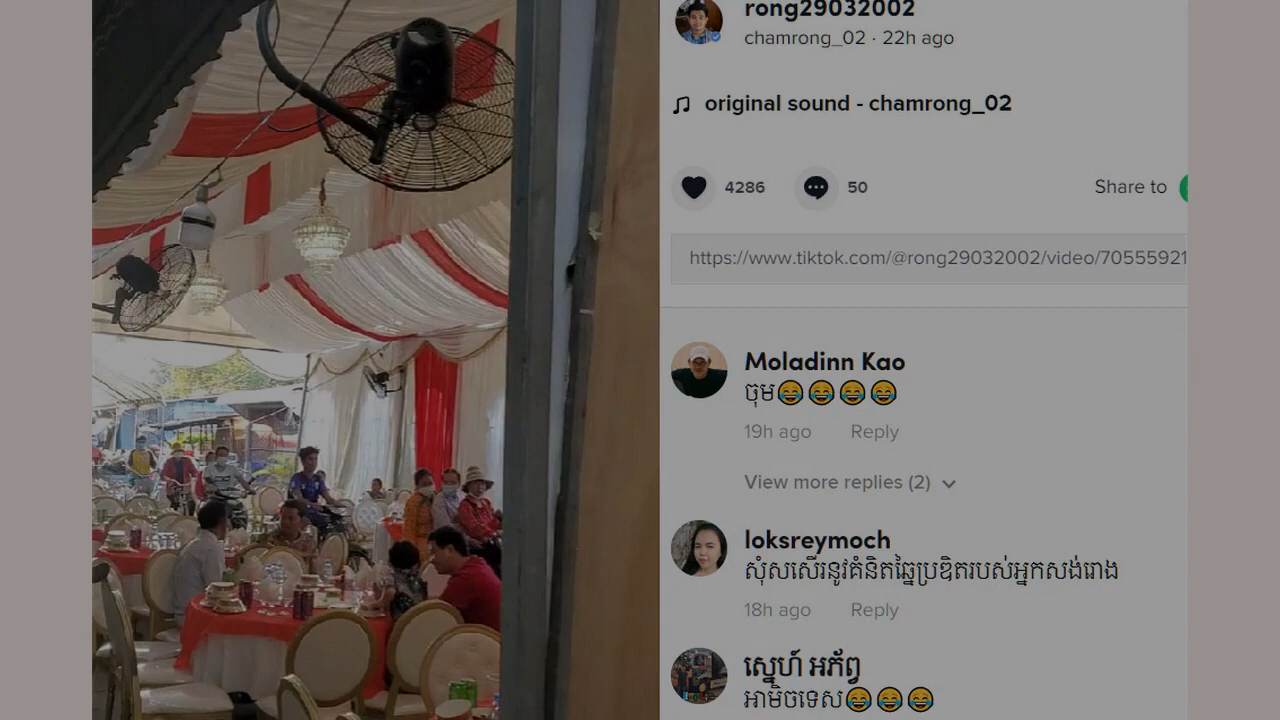 rong29032002
chamrong_02 · 22h ago
original sound - chamrong_02
4286
50
Share to
https://www.tiktok.com/@rong29032002/video/70555921
Moladinn Kao
ចុម😂😂😂😂
19h ago Reply
View more replies (2)
loksreymoch
សុំសសើរនូវគំនិតឆ្នៃប្រឌិតរបស់អ្នកសង់រោង
18h ago Reply
ស្នេហ៍ អភ័ព្វ
អាមិចទេស😂😂😂